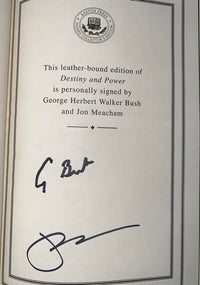 This leather-bound edition of
Destiny and Power
is personally signed by
George Herbert Walker Bush
and Jon Meacham
G Bush